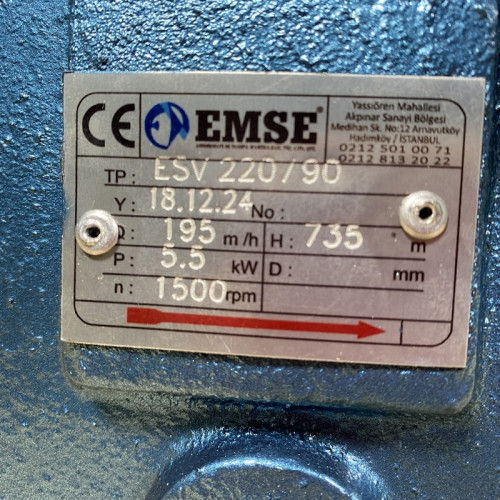 CE EMSE®
Yassıören Mahallesi
Akpınar Sanayi Bölgesi
Medihan Sk. No:12 Arnavutköy
Hadımköy / İSTANBUL
0212 501 00 71
0212 813 20 22
TP: ESV 220/90
Y: 18.12.24 No:
: 195 m/h H: 735 m
P: 5.5 kW D: mm
n: 1500 rpm